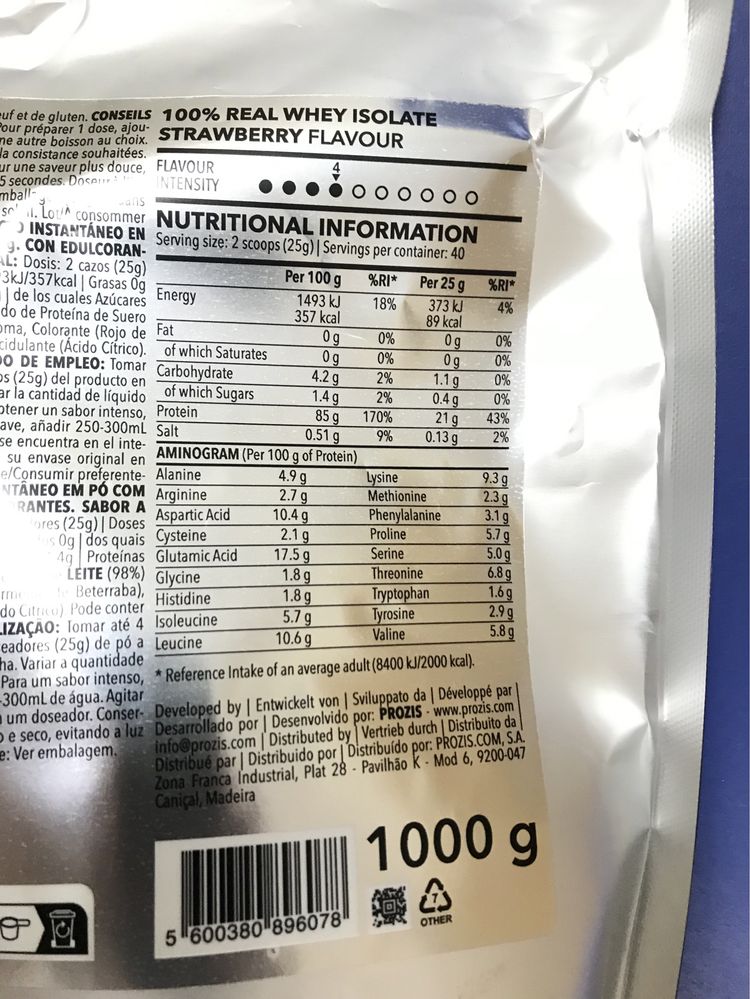 uf et de gluten. CONSEILS
our préparer 1 dose, ajou-
ne autre boisson au choix.
la consistance souhaitées.
ur une saveur plus douce,
5 secondes.
consommer
INSTANTÁNEO EN
CON EDULCORAN-
Dosis: 2 cazos (25g)
3kJ/357kcal | Grasas 0g
| de los cuales Azúcares
do de Proteína de Suero
oma, Colorante (Rojo de
cidulante (Ácido Cítrico).
DO DE EMPLEO: Tomar
os (25g) del producto en
ar la cantidad de líquido
btener un sabor intenso,
ave, añadir 250-300mL
se encuentra en el inte-
su envase original en
e/Consumir preferente-
NTÂNEO EM PÓ COM
RANTES. SABOR A
ores (25g) | Doses
0g | dos quais
4g | Proteínas
LEITE (98%)
Beterraba),
do Cítrico) Pode conter
LIZAÇÃO: Tomar até 4
eadores (25g) de pó a
ha. Variar a quantidade
Para um sabor intenso,
-300mL de água. Agitar
um doseador. Conser-
o e seco, evitando a luz
e: Ver embalagem.
100% REAL WHEY ISOLATE
STRAWBERRY FLAVOUR
FLAVOUR INTENSITY 4
NUTRITIONAL INFORMATION
Serving size: 2 scoops (25g) | Servings per container: 40
Per 100 g %RI* Per 25 g %RI*
Energy 1493 kJ 18% 373 kJ 4%
357 kcal 89 kcal
Fat 0 g 0% 0 g 0%
of which Saturates 0 g 0% 0 g 0%
Carbohydrate 4.2 g 2% 1.1 g 0%
of which Sugars 1.4 g 2% 0.4 g 0%
Protein 85 g 170% 21 g 43%
Salt 0.51 g 9% 0.13 g 2%
AMINOGRAM (Per 100 g of Protein)
Alanine 4.9 g Lysine 9.3 g
Arginine 2.7 g Methionine 2.3 g
Aspartic Acid 10.4 g Phenylalanine 3.1 g
Cysteine 2.1 g Proline 5.7 g
Glutamic Acid 17.5 g Serine 5.0 g
Glycine 1.8 g Threonine 6.8 g
Histidine 1.8 g Tryptophan 1.6 g
Isoleucine 5.7 g Tyrosine 2.9 g
Leucine 10.6 g Valine 5.8 g
* Reference Intake of an average adult (8400 kJ/2000 kcal).
Developed by | Entwickelt von | Sviluppato da | Développé par |
Desarrollado por | Desenvolvido por: PROZIS - www.prozis.com
info@prozis.com | Distributed by | Vertrieb durch | Distribuito da |
Distribué par | Distribuido por | Distribuído por: PROZIS.COM, S.A.
Zona Franca Industrial, Plat 28 - Pavilhão K - Mod 6, 9200-047
Caniçal, Madeira
1000 g
5 600380 896078
7
OTHER